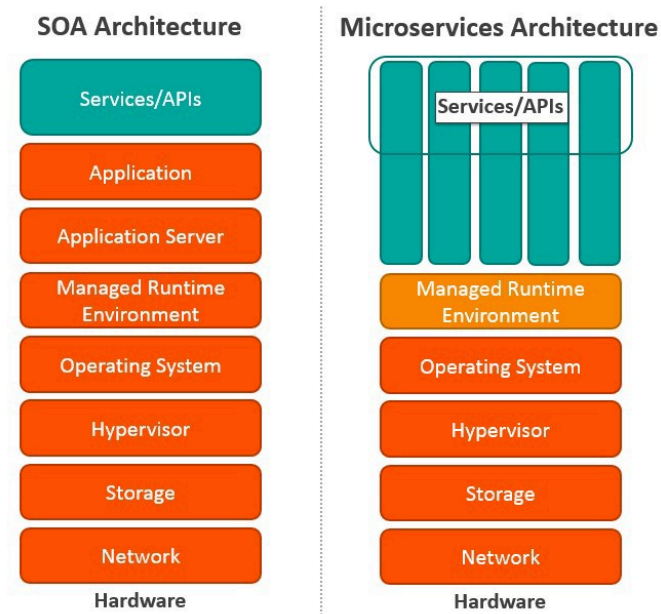 SOA Architecture
Services/APIs
Application
Application Server
Managed Runtime
Environment
Operating System
Hypervisor
Storage
Network
Hardware
Microservices Architecture
Services/APIs
Managed Runtime
Environment
Operating System
Hypervisor
Storage
Network
Hardware